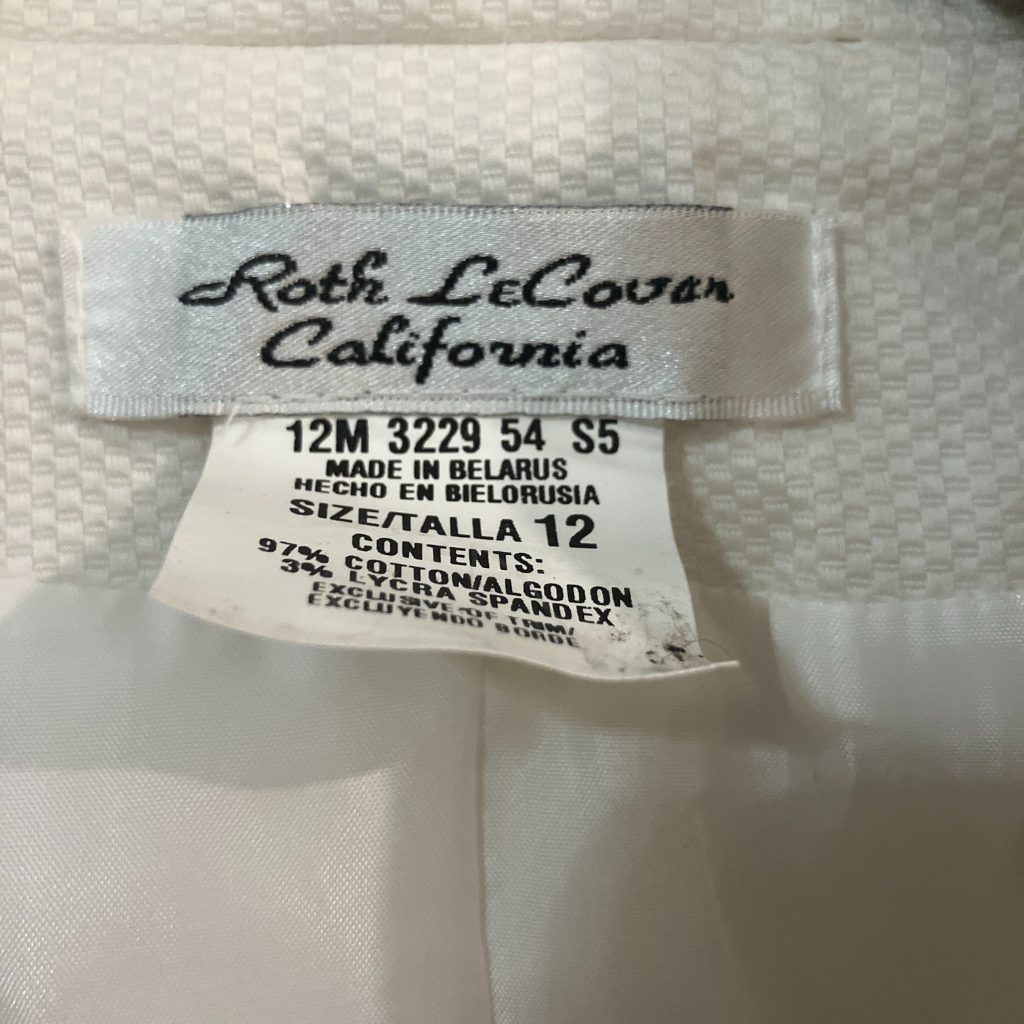 Roth LeCovan
California
12M 3229 54 S5
MADE IN BELARUS
HECHO EN BIELORUSIA
SIZE/TALLA 12
CONTENTS:
97% COTTON/ALGODON
3% LYCRA SPANDEX
EXCLUSIVE OF TRIM/
EXCLUYENDO BORDE